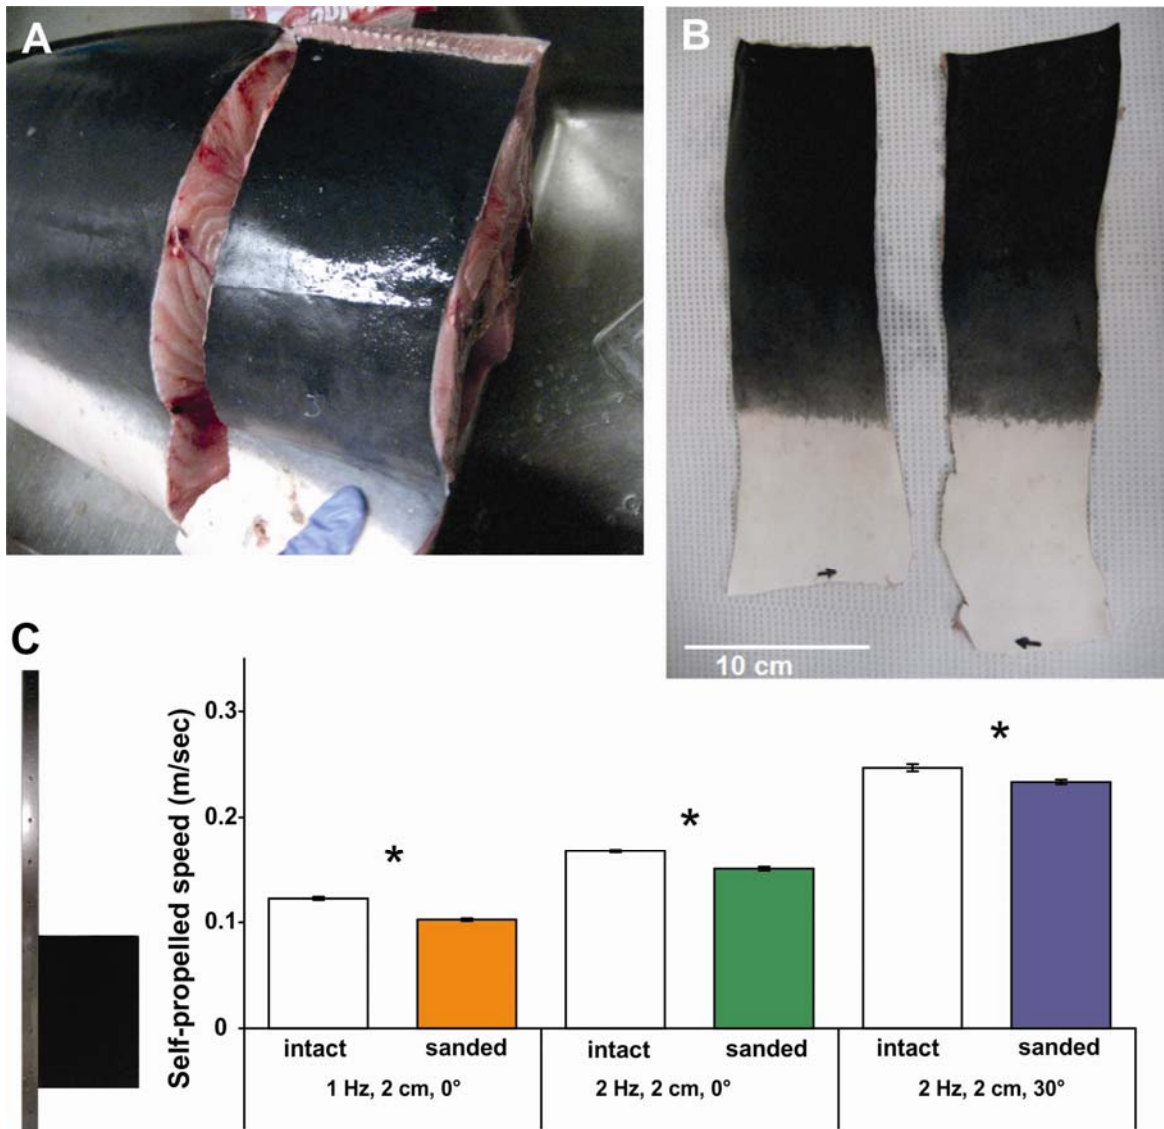 A
B
10 cm
C
Self-propelled speed (m/sec)
0.3
0.2
0.1
0
*
*
*
intact
sanded
intact
sanded
intact
sanded
1 Hz, 2 cm, 0°
2 Hz, 2 cm, 0°
2 Hz, 2 cm, 30°